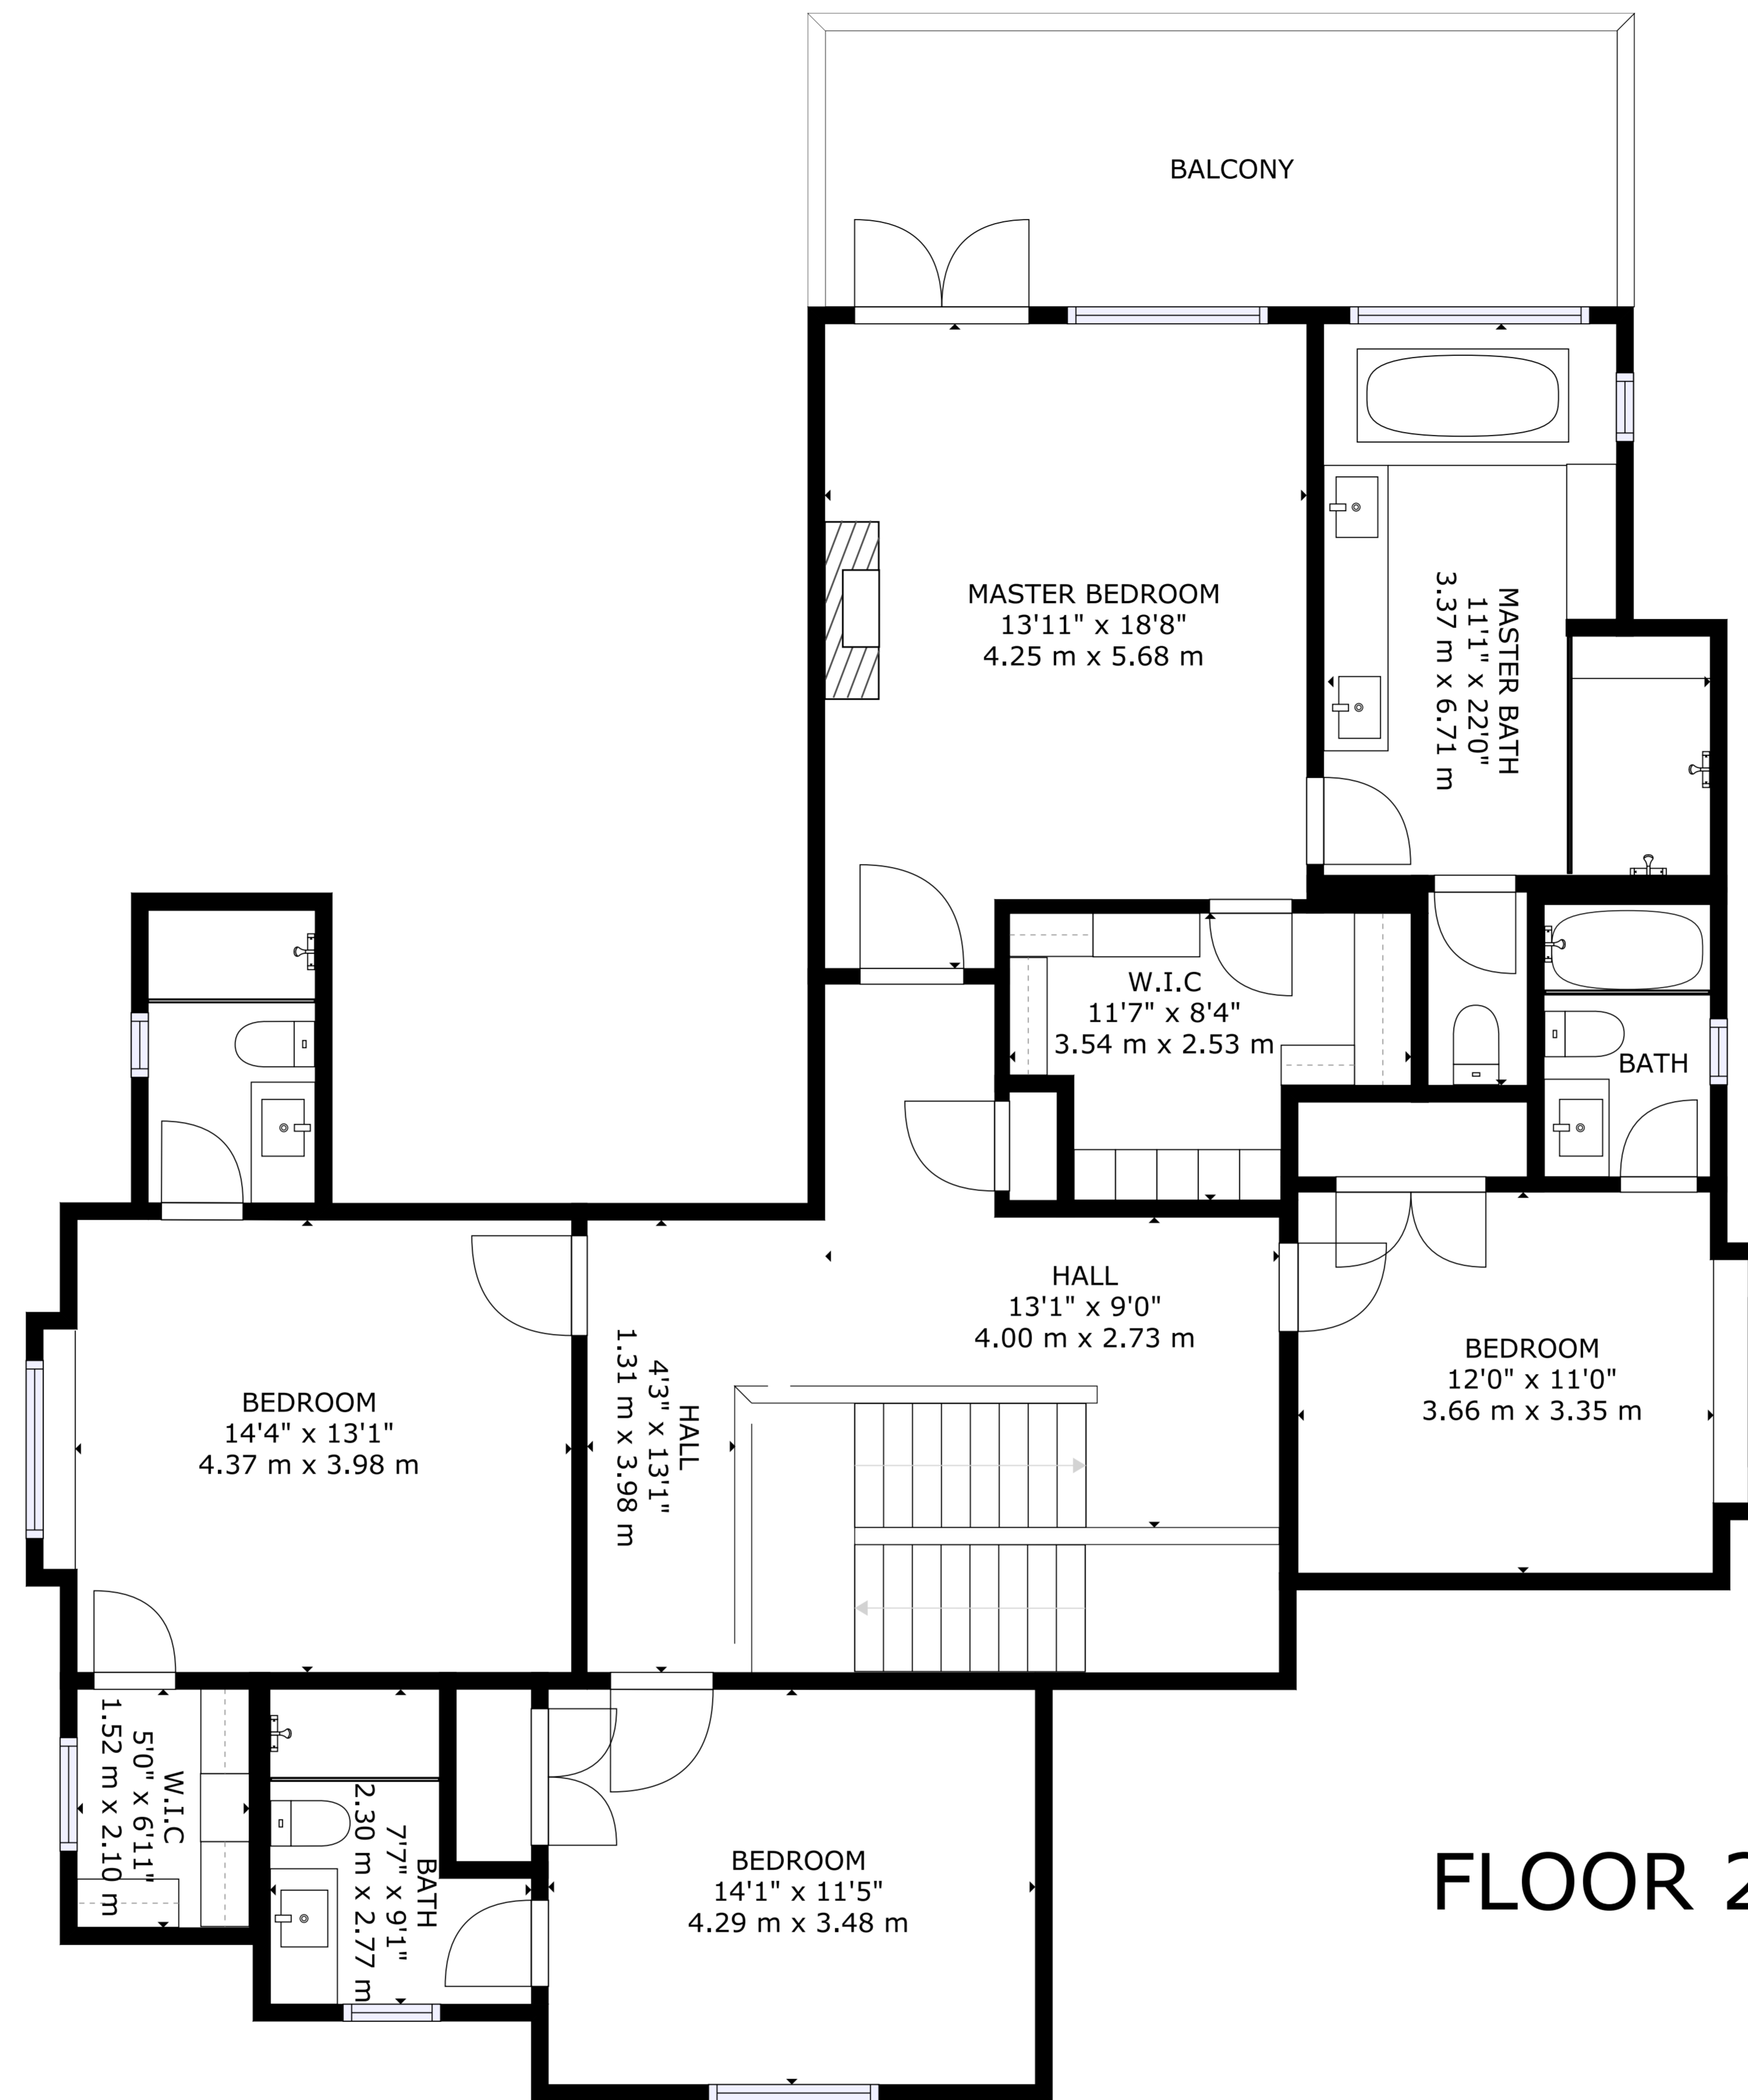 BALCONY
MASTER BEDROOM
13'11" x 18'8"
4.25 m x 5.68 m
MASTER BATH
11'1" x 22'0"
3.37 m x 6.71 m
W.I.C
11'7" x 8'4"
3.54 m x 2.53 m
BATH
HALL
13'1" x 9'0"
4.00 m x 2.73 m
BEDROOM
12'0" x 11'0"
3.66 m x 3.35 m
HALL
4'3" x 13'1"
1.31 m x 3.98 m
BEDROOM
14'4" x 13'1"
4.37 m x 3.98 m
W.I.C
5'0" x 6'11"
1.52 m x 2.10 m
BATH
7'7" x 9'1"
2.30 m x 2.77 m
BEDROOM
14'1" x 11'5"
4.29 m x 3.48 m
FLOOR 2